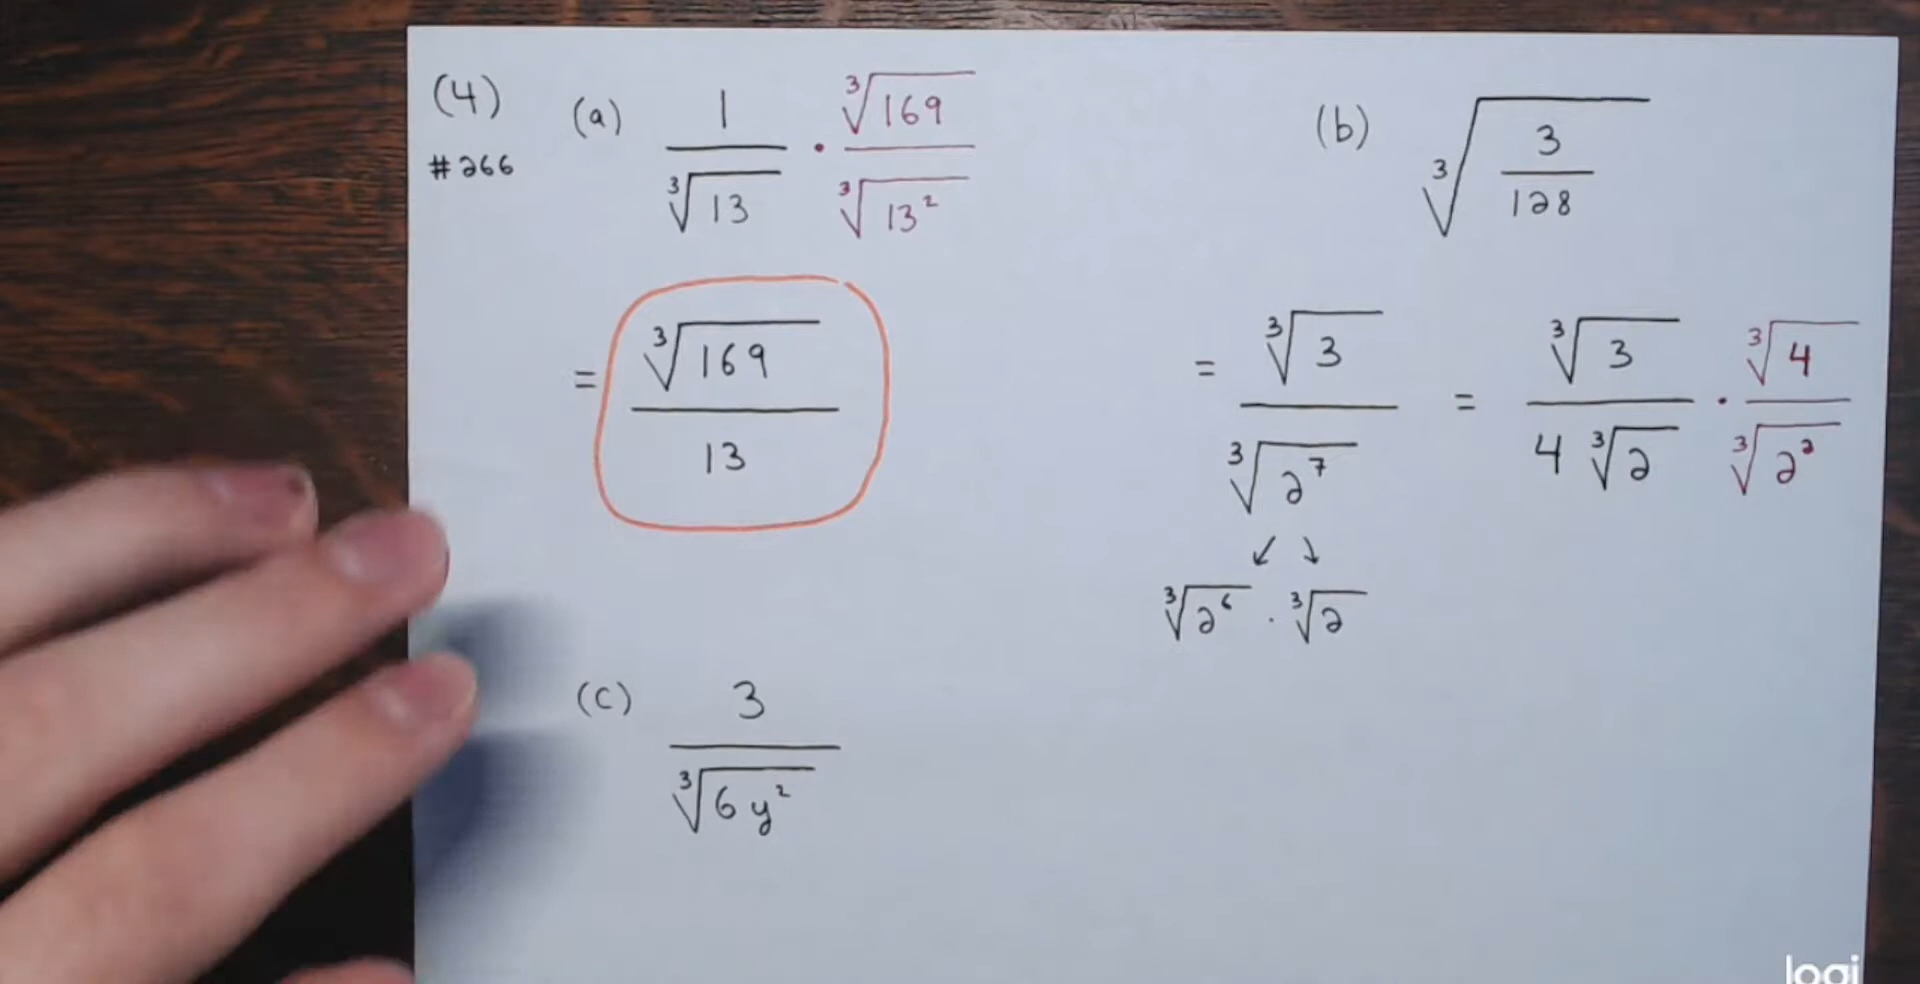 (4) #266
(a) 1/∛13 · ∛169/∛13²
= ∛169/13
(b) ∛(3/128)
= ∛3/∛2⁷ = ∛3/(4∛2) · ∛4/∛2²
↙ ↘
∛2⁶ · ∛2
(c) 3/∛(6y²)
logi